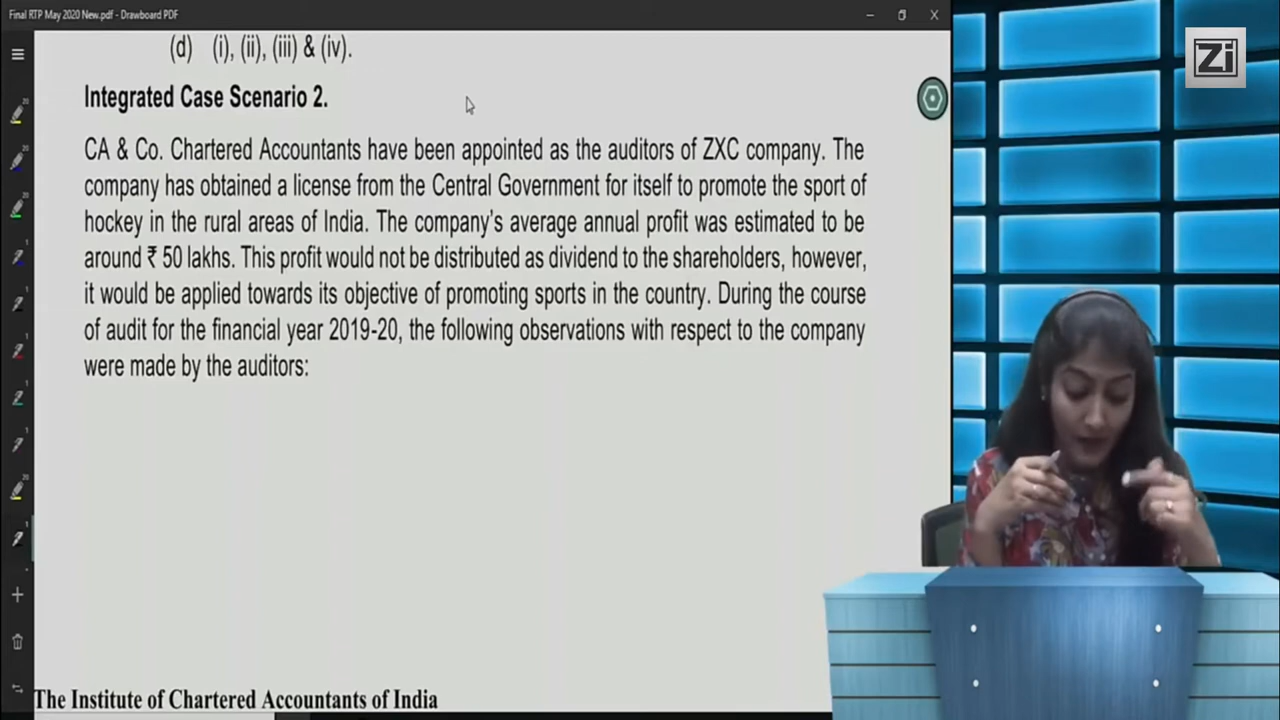 Final RTP May 2020 New.pdf - Drawboard PDF
(d) (i), (ii), (iii) & (iv).
Integrated Case Scenario 2.
CA & Co. Chartered Accountants have been appointed as the auditors of ZXC company. The
company has obtained a license from the Central Government for itself to promote the sport of
hockey in the rural areas of India. The company's average annual profit was estimated to be
around ₹ 50 lakhs. This profit would not be distributed as dividend to the shareholders, however,
it would be applied towards its objective of promoting sports in the country. During the course
of audit for the financial year 2019-20, the following observations with respect to the company
were made by the auditors:
The Institute of Chartered Accountants of India
Zi